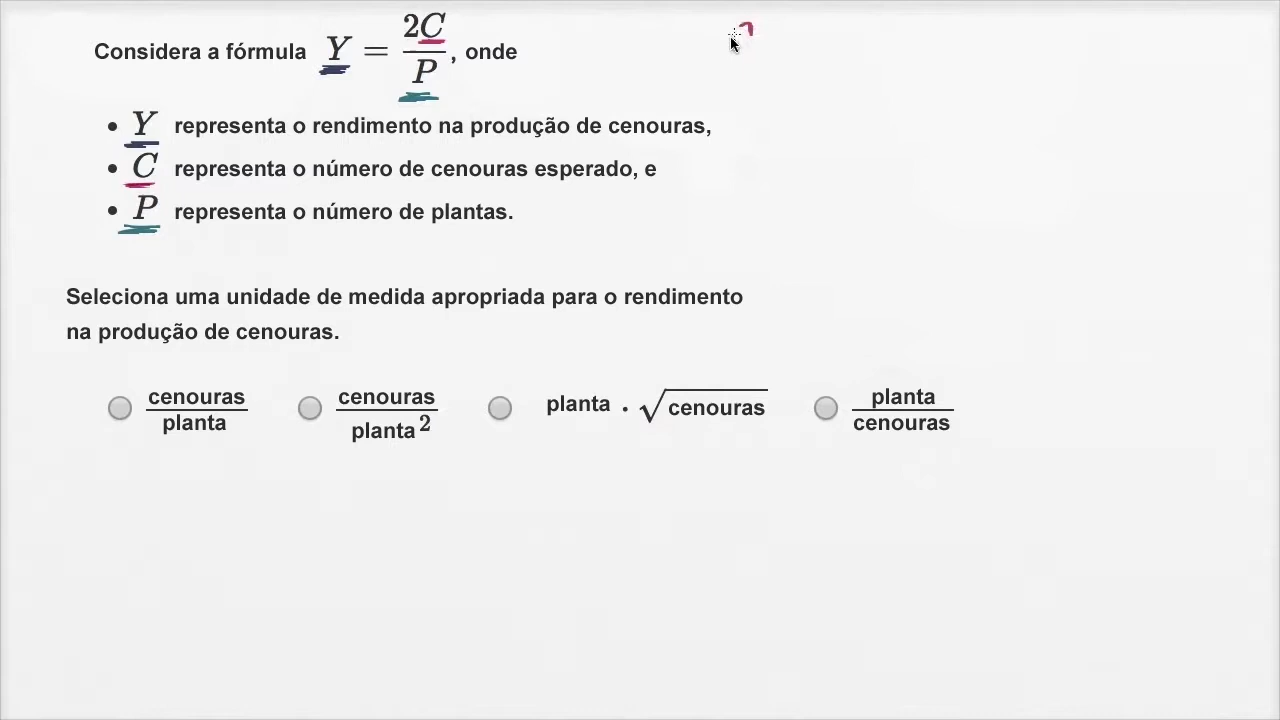 Considera a fórmula Y = 2C/P, onde
• Y representa o rendimento na produção de cenouras,
• C representa o número de cenouras esperado, e
• P representa o número de plantas.
Seleciona uma unidade de medida apropriada para o rendimento
na produção de cenouras.
cenouras/planta cenouras/planta² planta . √cenouras planta/cenouras